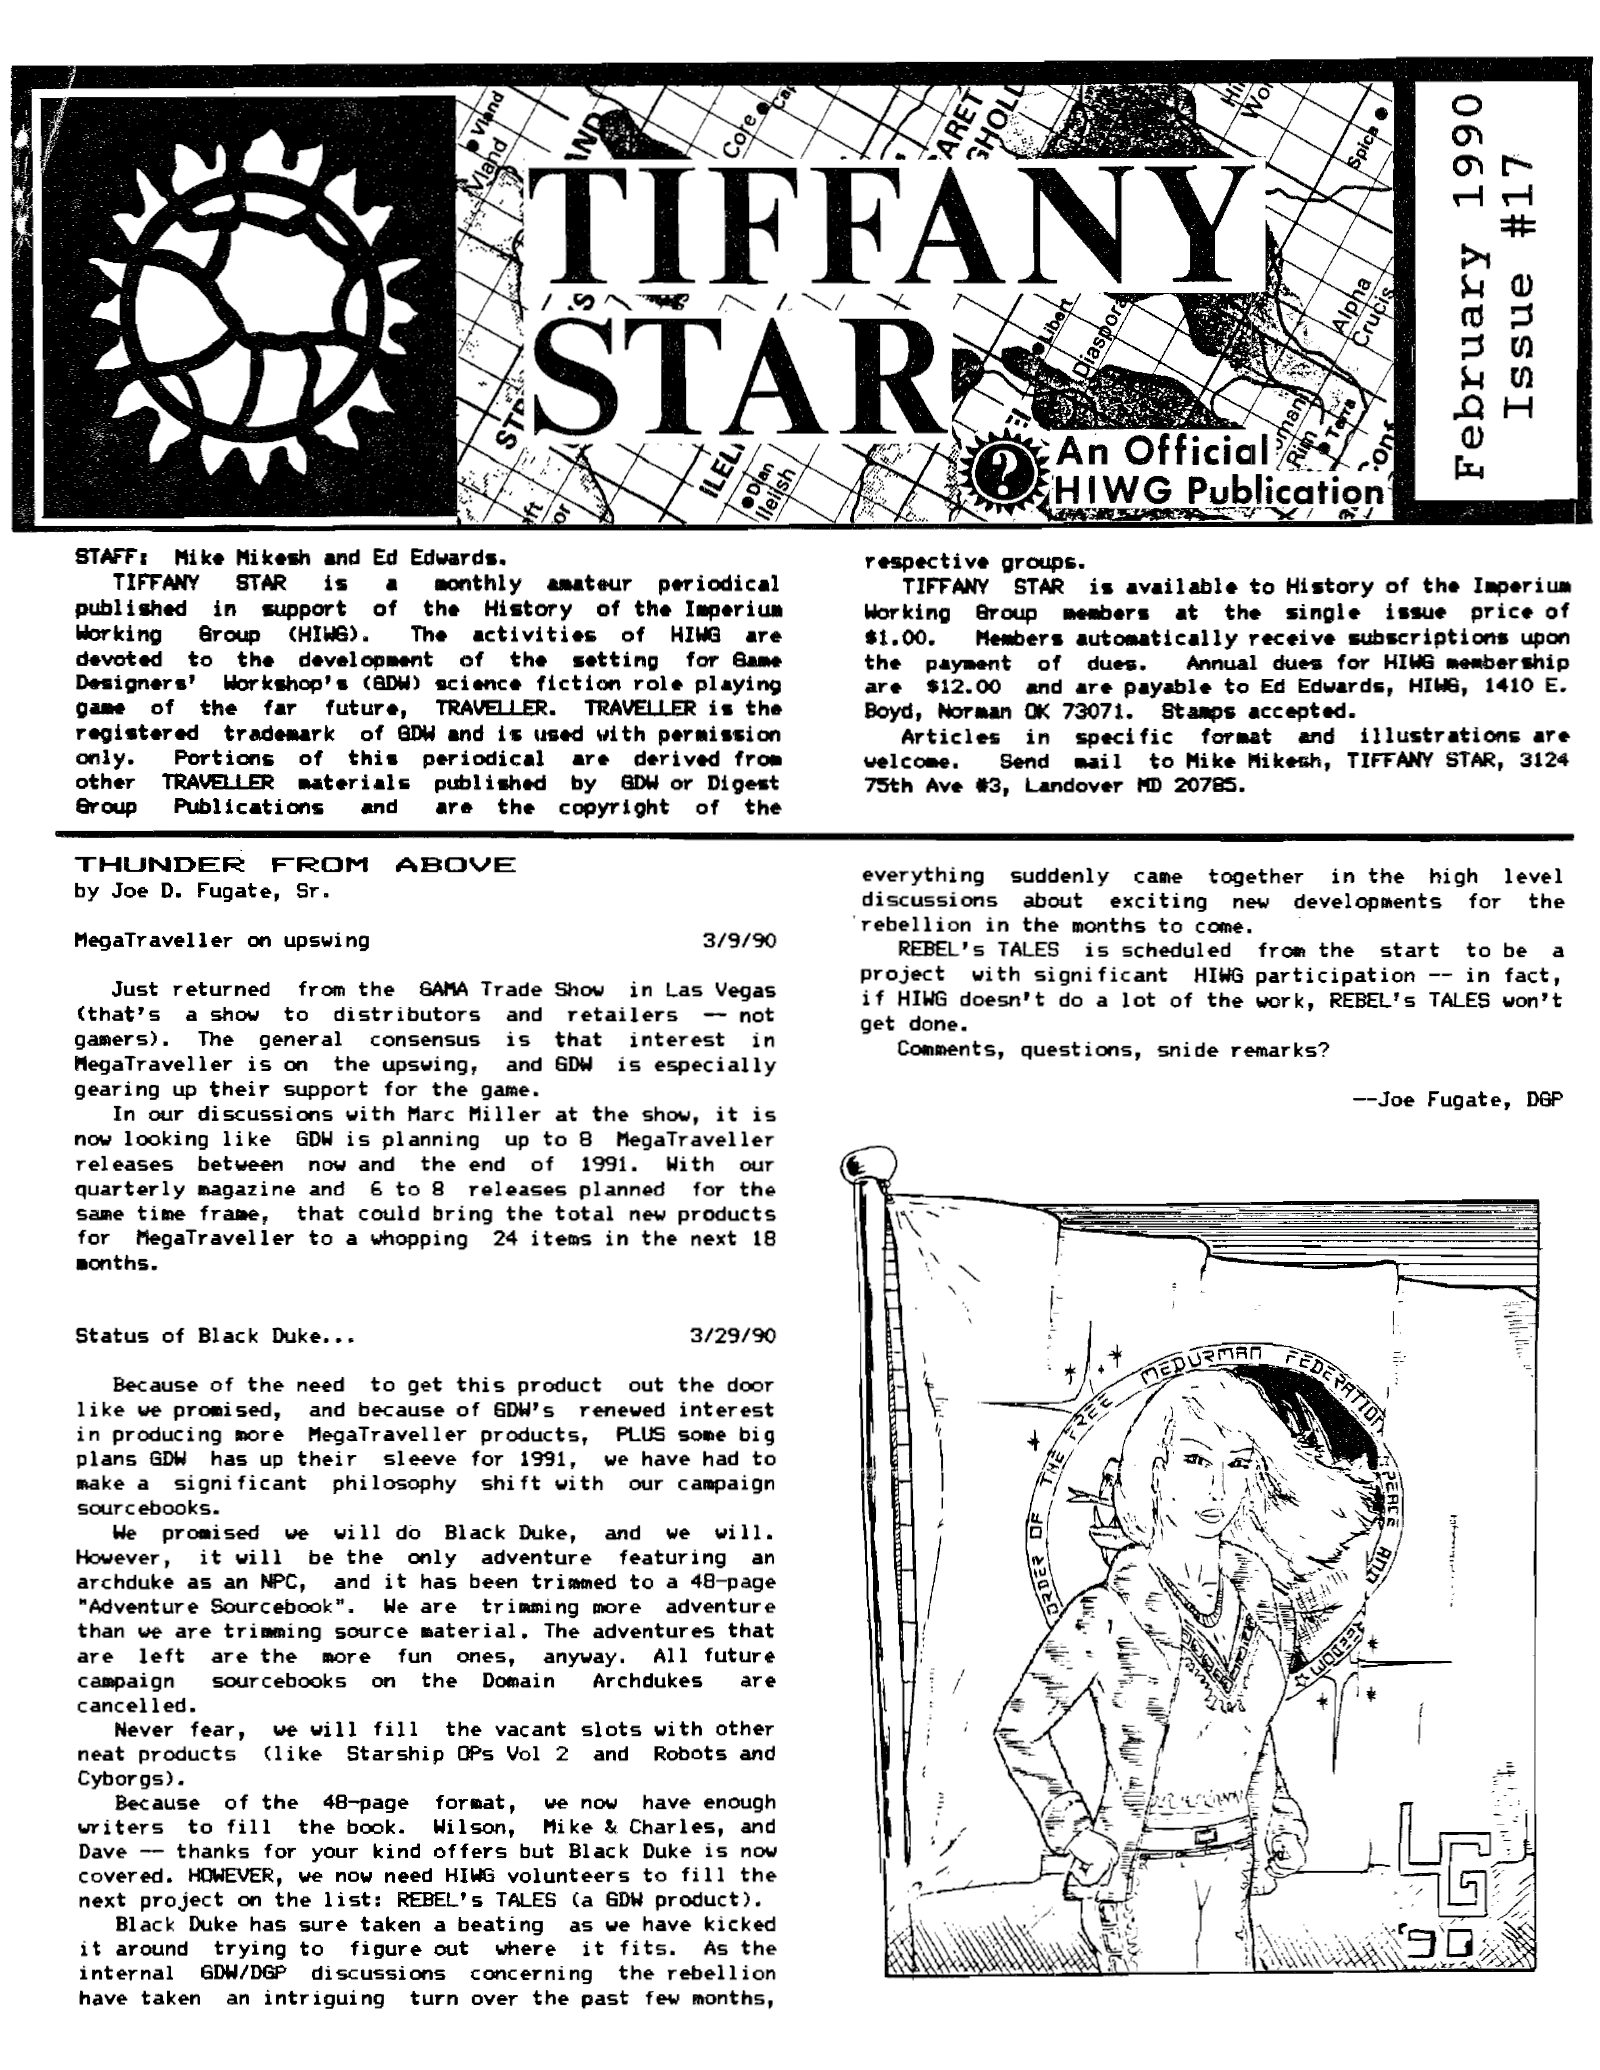 Vland
Vland
AND
Core
Cap
ARET
GHOLD
Spica
TIFFANY
STAR
Libert
Diaspora
Alpha
Crucis
STR
ILELI
Dlan
Ilelish
Rim
Terra
An Official
HIWG Publication
February 1990
Issue #17
STAFF: Mike Mikesh and Ed Edwards.
TIFFANY STAR is a monthly amateur periodical
published in support of the History of the Imperium
Working Group (HIWG). The activities of HIWG are
devoted to the development of the setting for Game
Designers' Workshop's (GDW) science fiction role playing
game of the far future, TRAVELLER. TRAVELLER is the
registered trademark of GDW and is used with permission
only. Portions of this periodical are derived from
other TRAVELLER materials published by GDW or Digest
Group Publications and are the copyright of the
respective groups.
TIFFANY STAR is available to History of the Imperium
Working Group members at the single issue price of
$1.00. Members automatically receive subscriptions upon
the payment of dues. Annual dues for HIWG membership
are $12.00 and are payable to Ed Edwards, HIWG, 1410 E.
Boyd, Norman OK 73071. Stamps accepted.
Articles in specific format and illustrations are
welcome. Send mail to Mike Mikesh, TIFFANY STAR, 3124
75th Ave #3, Landover MD 20785.
THUNDER FROM ABOVE
by Joe D. Fugate, Sr.
MegaTraveller on upswing 3/9/90
Just returned from the GAMA Trade Show in Las Vegas
(that's a show to distributors and retailers -- not
gamers). The general consensus is that interest in
MegaTraveller is on the upswing, and GDW is especially
gearing up their support for the game.
In our discussions with Marc Miller at the show, it is
now looking like GDW is planning up to 8 MegaTraveller
releases between now and the end of 1991. With our
quarterly magazine and 6 to 8 releases planned for the
same time frame, that could bring the total new products
for MegaTraveller to a whopping 24 items in the next 18
months.
Status of Black Duke... 3/29/90
Because of the need to get this product out the door
like we promised, and because of GDW's renewed interest
in producing more MegaTraveller products, PLUS some big
plans GDW has up their sleeve for 1991, we have had to
make a significant philosophy shift with our campaign
sourcebooks.
We promised we will do Black Duke, and we will.
However, it will be the only adventure featuring an
archduke as an NPC, and it has been trimmed to a 48-page
"Adventure Sourcebook". We are trimming more adventure
than we are trimming source material. The adventures that
are left are the more fun ones, anyway. All future
campaign sourcebooks on the Domain Archdukes are
cancelled.
Never fear, we will fill the vacant slots with other
neat products (like Starship OPs Vol 2 and Robots and
Cyborgs).
Because of the 48-page format, we now have enough
writers to fill the book. Wilson, Mike & Charles, and
Dave -- thanks for your kind offers but Black Duke is now
covered. HOWEVER, we now need HIWG volunteers to fill the
next project on the list: REBEL's TALES (a GDW product).
Black Duke has sure taken a beating as we have kicked
it around trying to figure out where it fits. As the
internal GDW/DGP discussions concerning the rebellion
have taken an intriguing turn over the past few months,
everything suddenly came together in the high level
discussions about exciting new developments for the
rebellion in the months to come.
REBEL's TALES is scheduled from the start to be a
project with significant HIWG participation -- in fact,
if HIWG doesn't do a lot of the work, REBEL's TALES won't
get done.
Comments, questions, snide remarks?
--Joe Fugate, DGP
ORDER OF THE FREE MEDURMAN FEDERATION PEACE AND FREEDOM
LG
'90